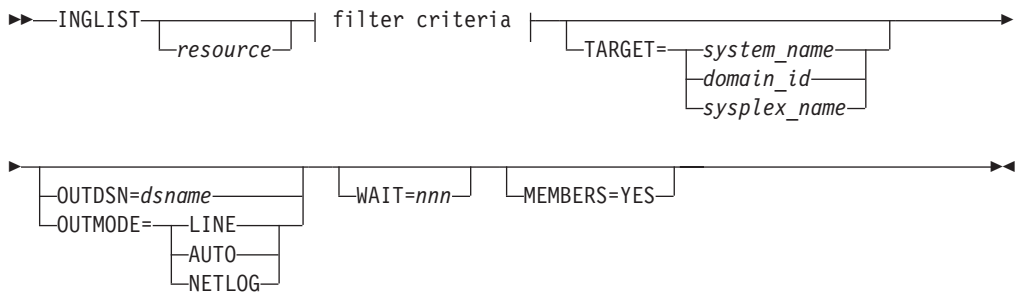 INGLIST filter criteria
resource TARGET= system_name
domain_id
sysplex_name
OUTDSN=dsname WAIT=nnn MEMBERS=YES
OUTMODE= LINE
AUTO
NETLOG